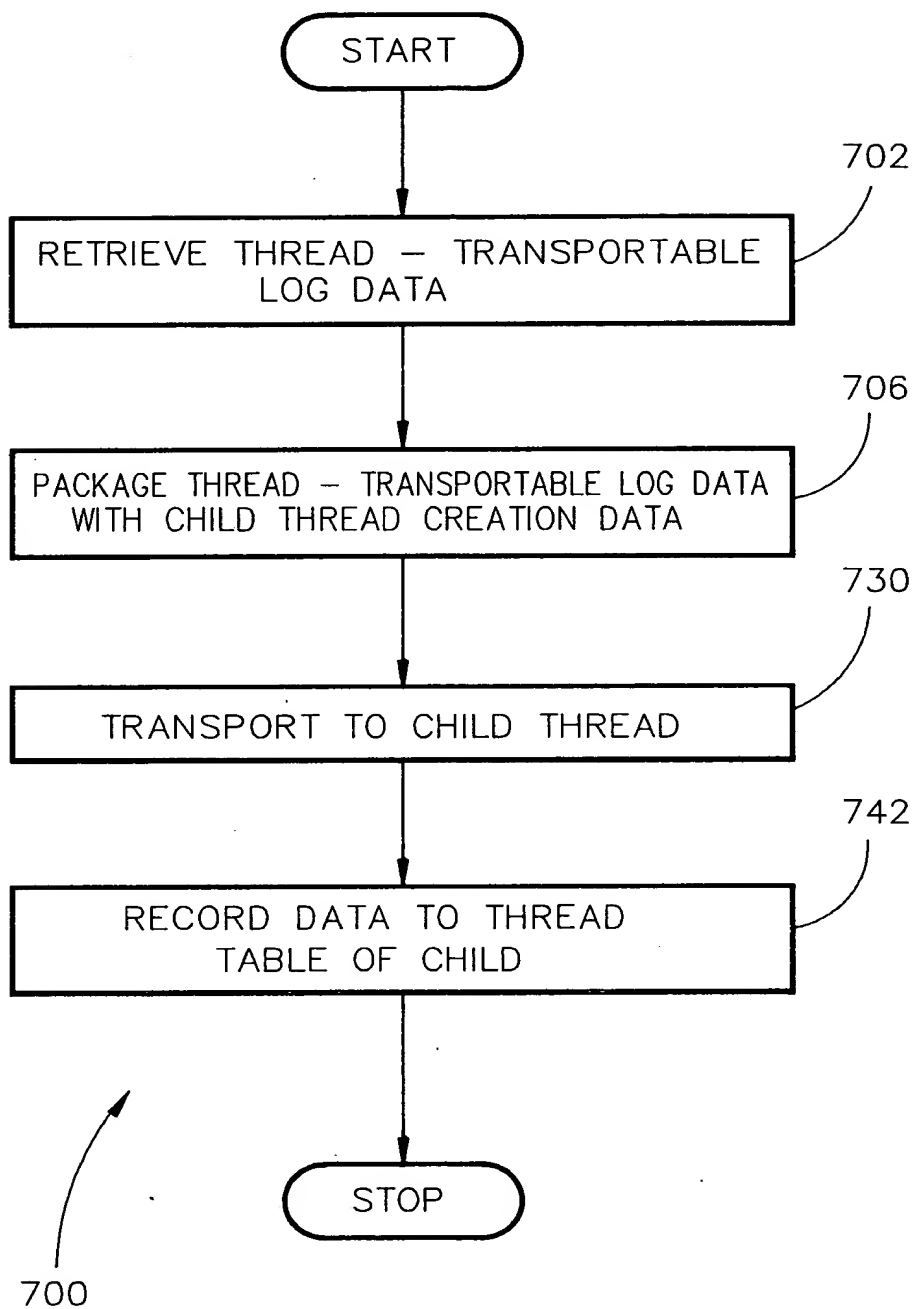 START
702
RETRIEVE THREAD – TRANSPORTABLE
LOG DATA
706
PACKAGE THREAD – TRANSPORTABLE LOG DATA
WITH CHILD THREAD CREATION DATA
730
TRANSPORT TO CHILD THREAD
742
RECORD DATA TO THREAD
TABLE OF CHILD
STOP
700